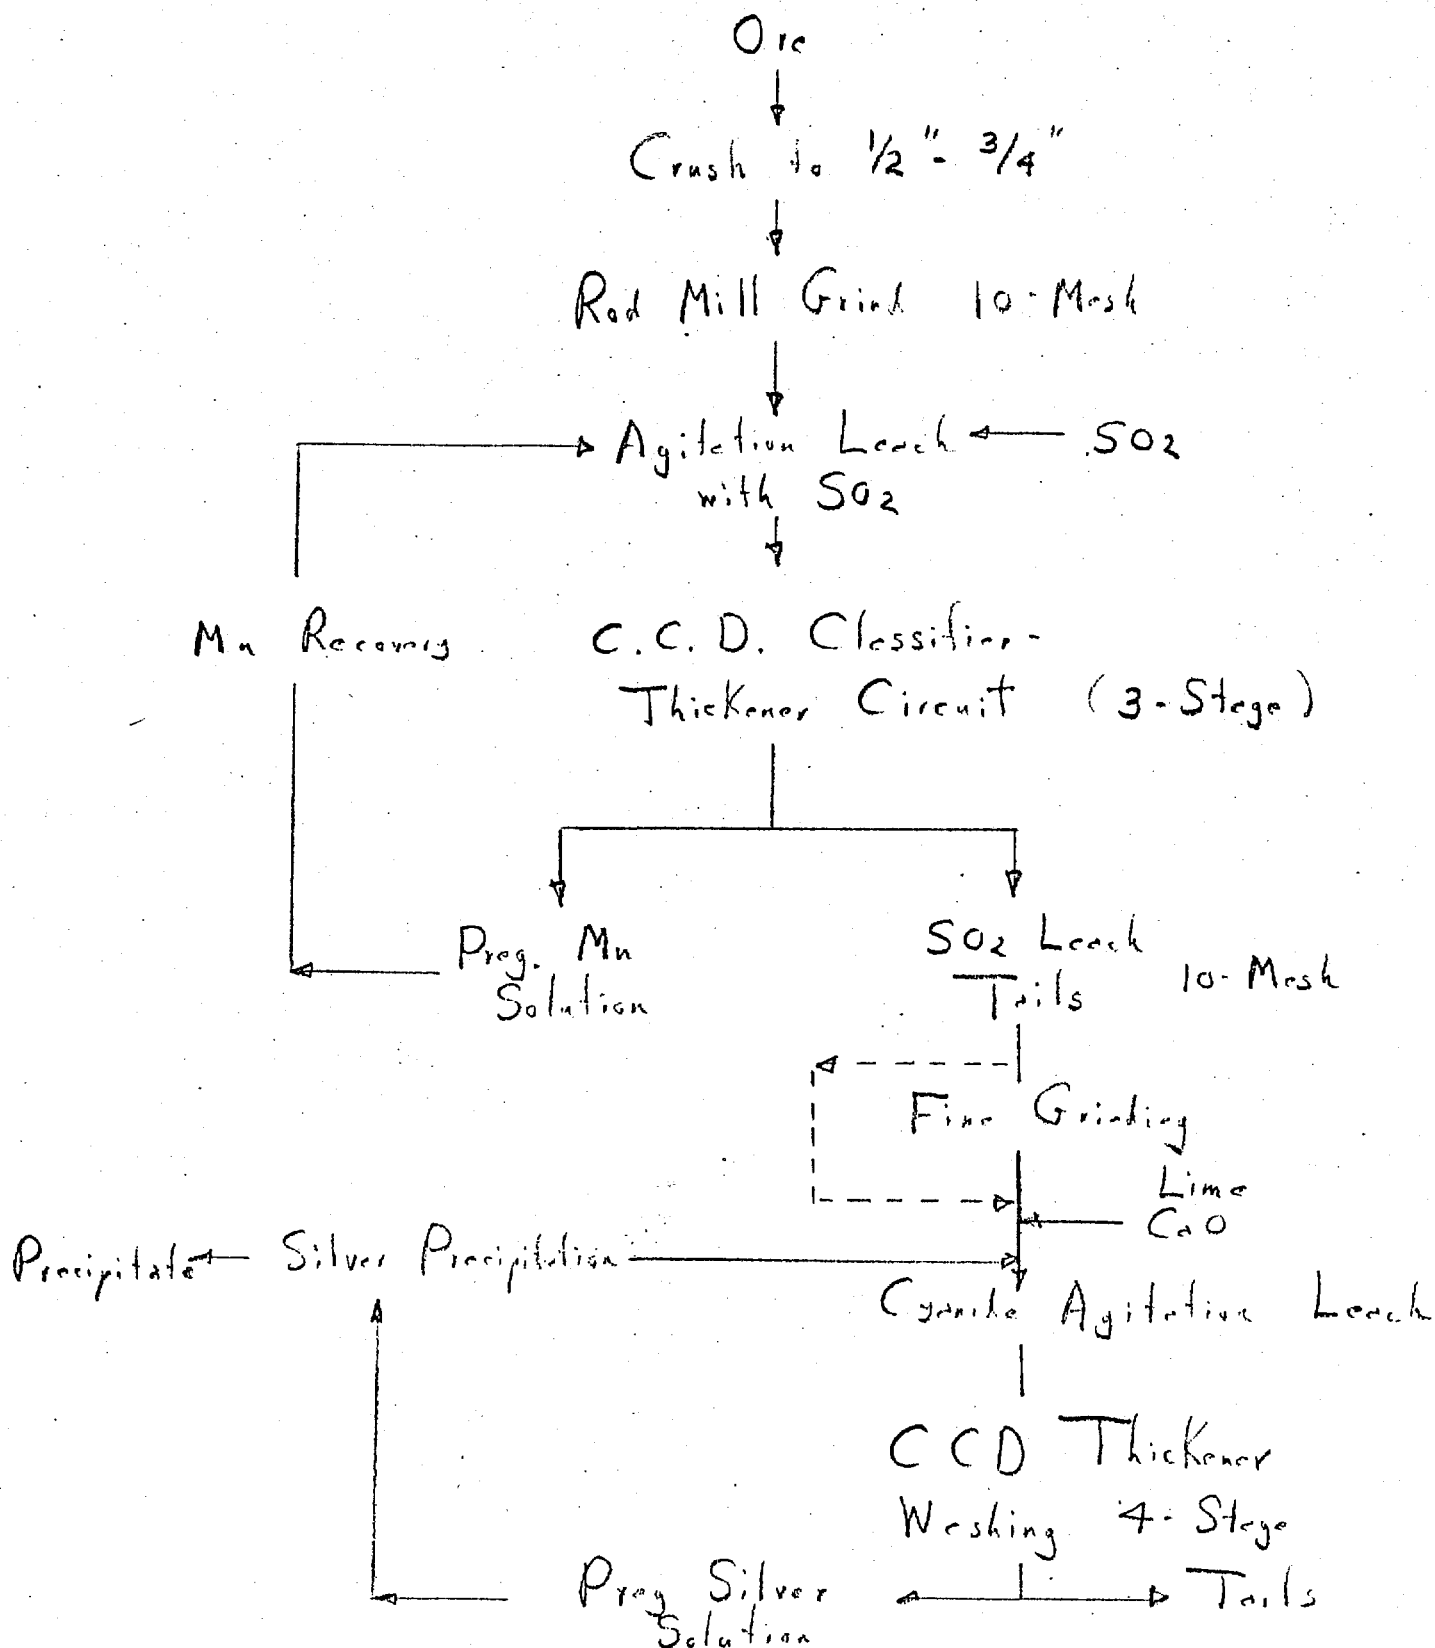 Ore
Crush to 1/2" - 3/4"
Rod Mill Grind 10-Mesh
Agitation Leach
with SO2
SO2
Mn Recovery
C.C.D. Classifier-
Thickener Circuit (3-Stage)
Preg. Mn
Solution
SO2 Leach
Tails
10-Mesh
Fine Grinding
Lime
CaO
Precipitate
Silver Precipitation
Cyanide Agitative Leach
CCD Thickener
Washing 4-Stage
Preg Silver
Solution
Tails